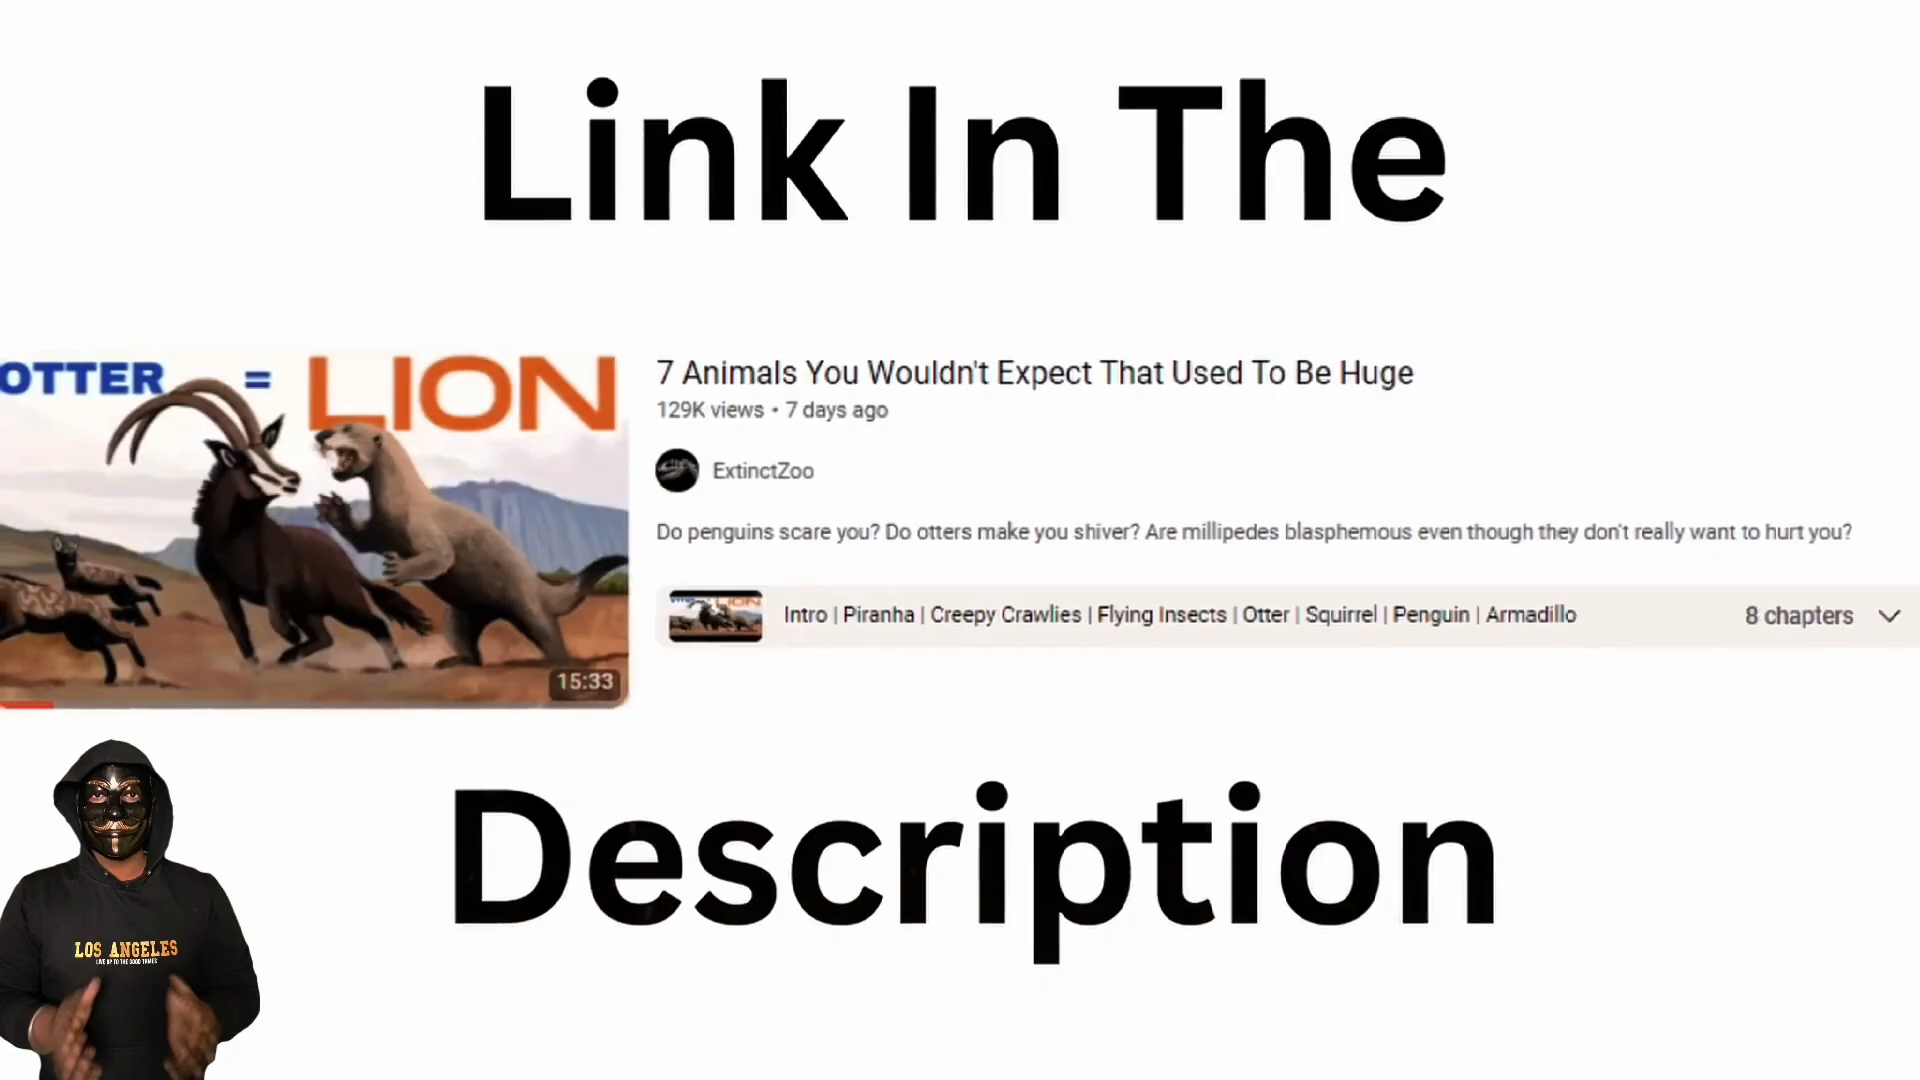 Link In The
OTTER = LION
7 Animals You Wouldn't Expect That Used To Be Huge
129K views • 7 days ago
ExtinctZoo
Do penguins scare you? Do otters make you shiver? Are millipedes blasphemous even though they don't really want to hurt you?
Intro | Piranha | Creepy Crawlies | Flying Insects | Otter | Squirrel | Penguin | Armadillo
8 chapters
15:33
Description
LOS ANGELES